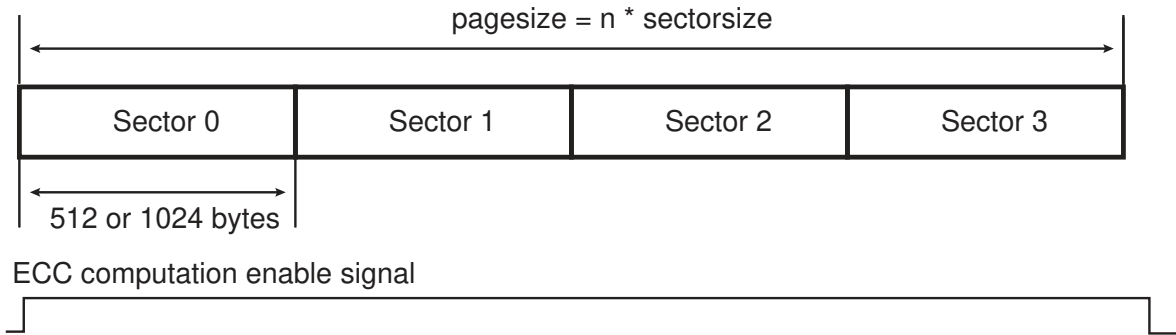 pagesize = n * sectorsize
Sector 0 Sector 1 Sector 2 Sector 3
512 or 1024 bytes
ECC computation enable signal